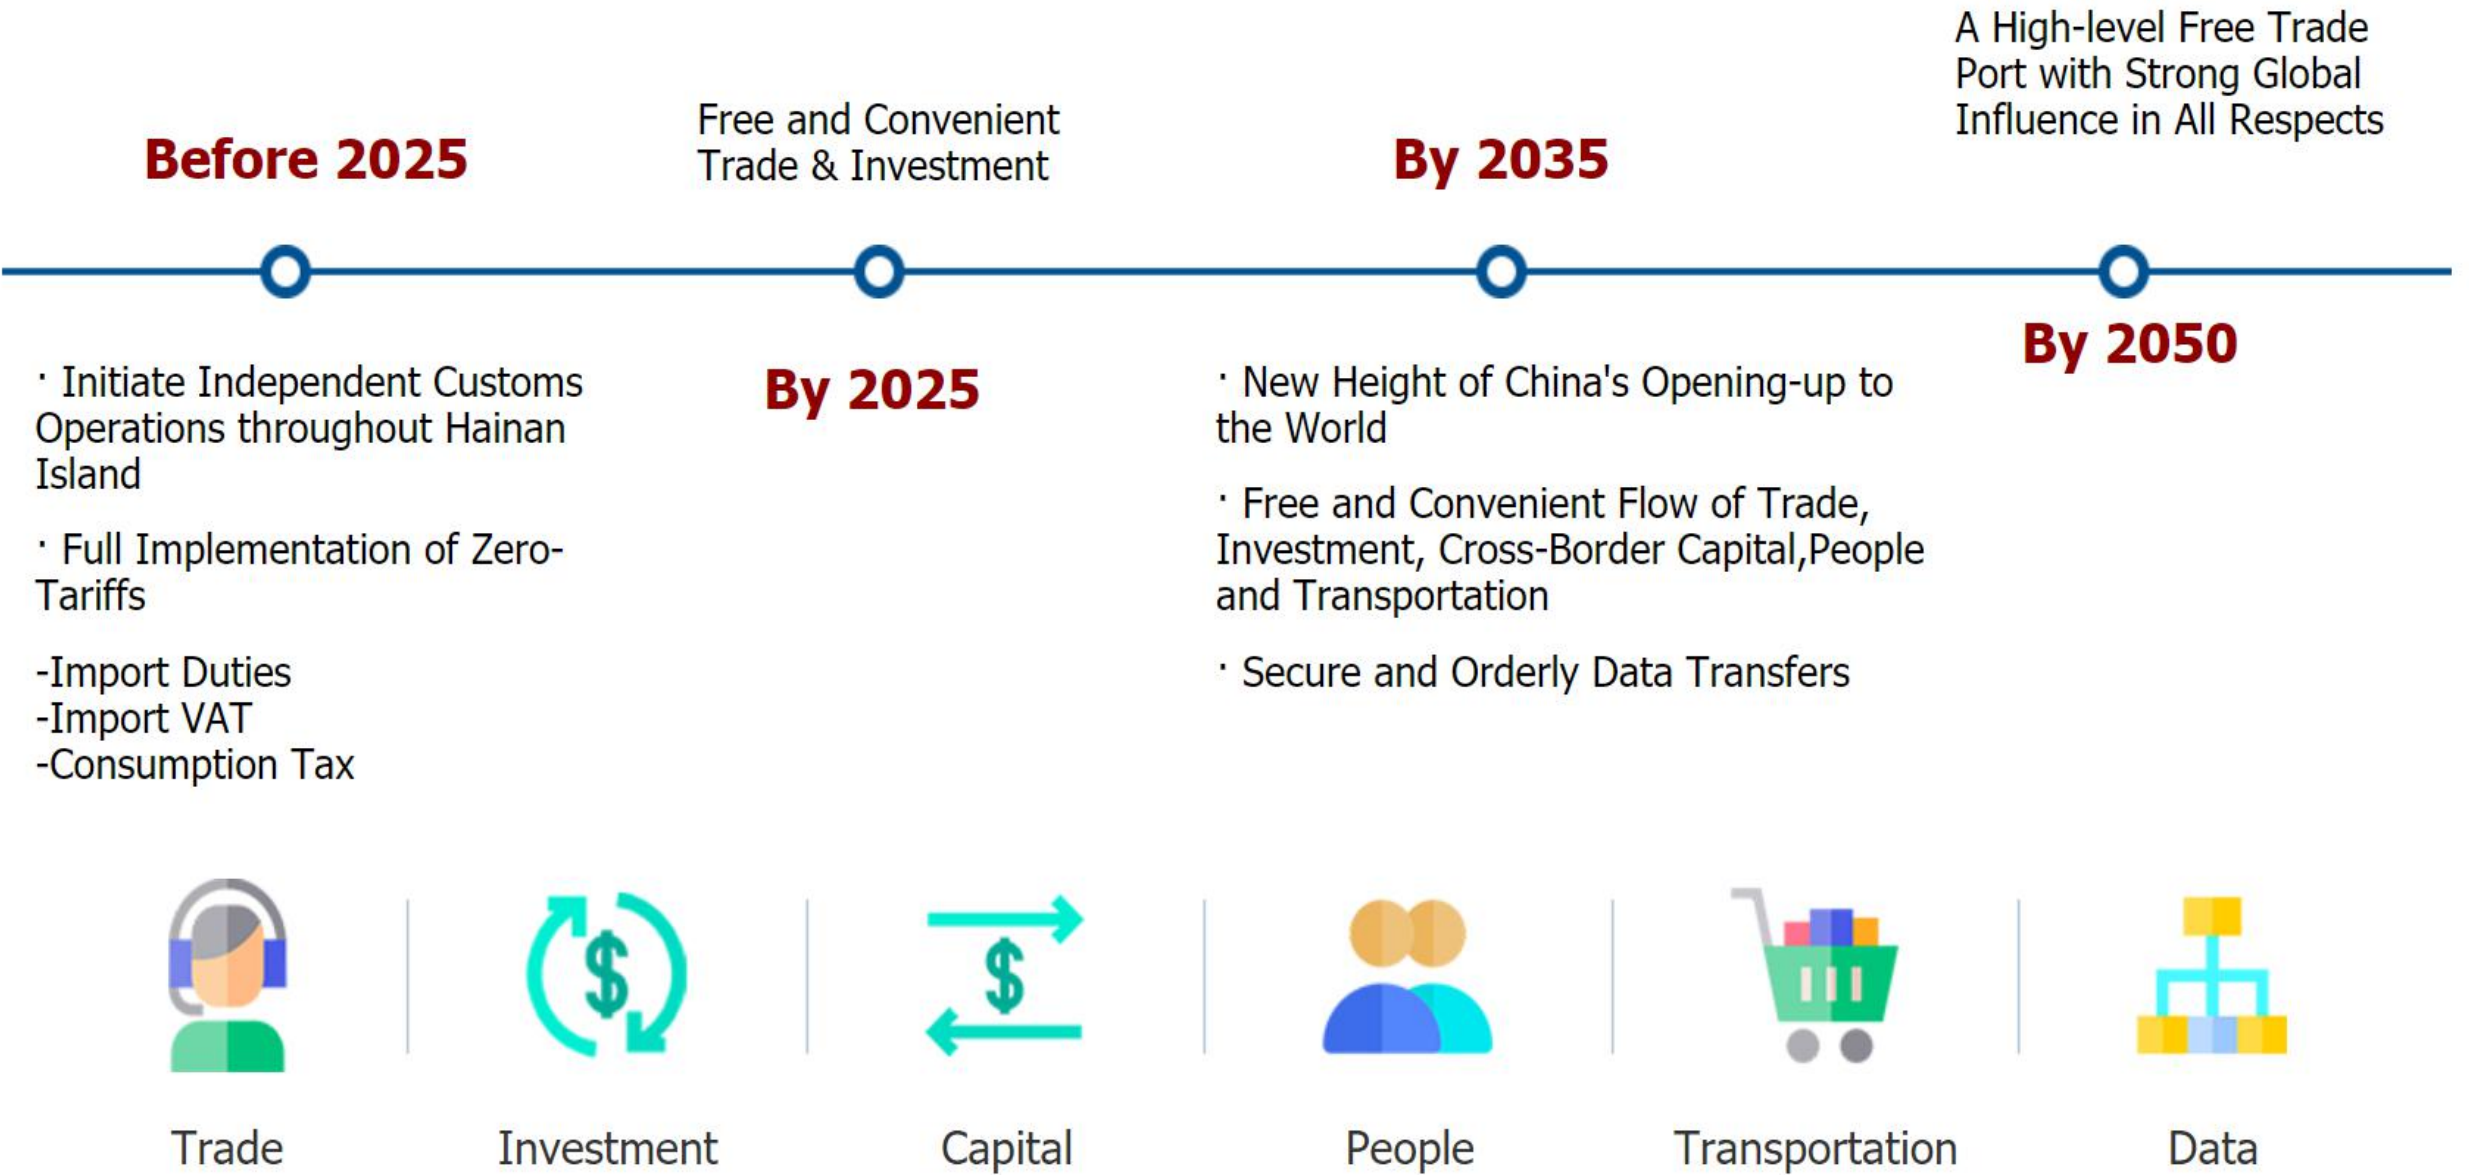 Before 2025
· Initiate Independent Customs
Operations throughout Hainan
Island
· Full Implementation of Zero-
Tariffs
-Import Duties
-Import VAT
-Consumption Tax
Free and Convenient
Trade & Investment
By 2025
By 2035
· New Height of China's Opening-up to
the World
· Free and Convenient Flow of Trade,
Investment, Cross-Border Capital,People
and Transportation
· Secure and Orderly Data Transfers
A High-level Free Trade
Port with Strong Global
Influence in All Respects
By 2050
Trade
Investment
Capital
People
Transportation
Data